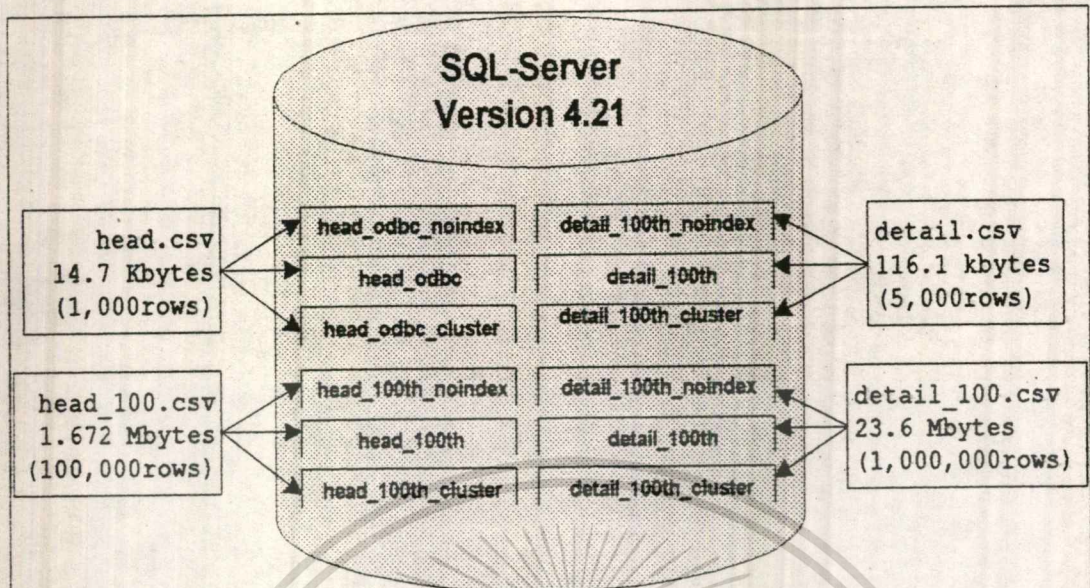 SQL-Server
Version 4.21
head.csv
14.7 Kbytes
(1,000rows)
head_odbc_noindex
head_odbc
head_odbc_cluster
detail_100th_noindex
detail_100th
detail_100th_cluster
detail.csv
116.1 kbytes
(5,000rows)
head_100.csv
1.672 Mbytes
(100,000rows)
head_100th_noindex
head_100th
head_100th_cluster
detail_100th_noindex
detail_100th
detail_100th_cluster
detail_100.csv
23.6 Mbytes
(1,000,000rows)